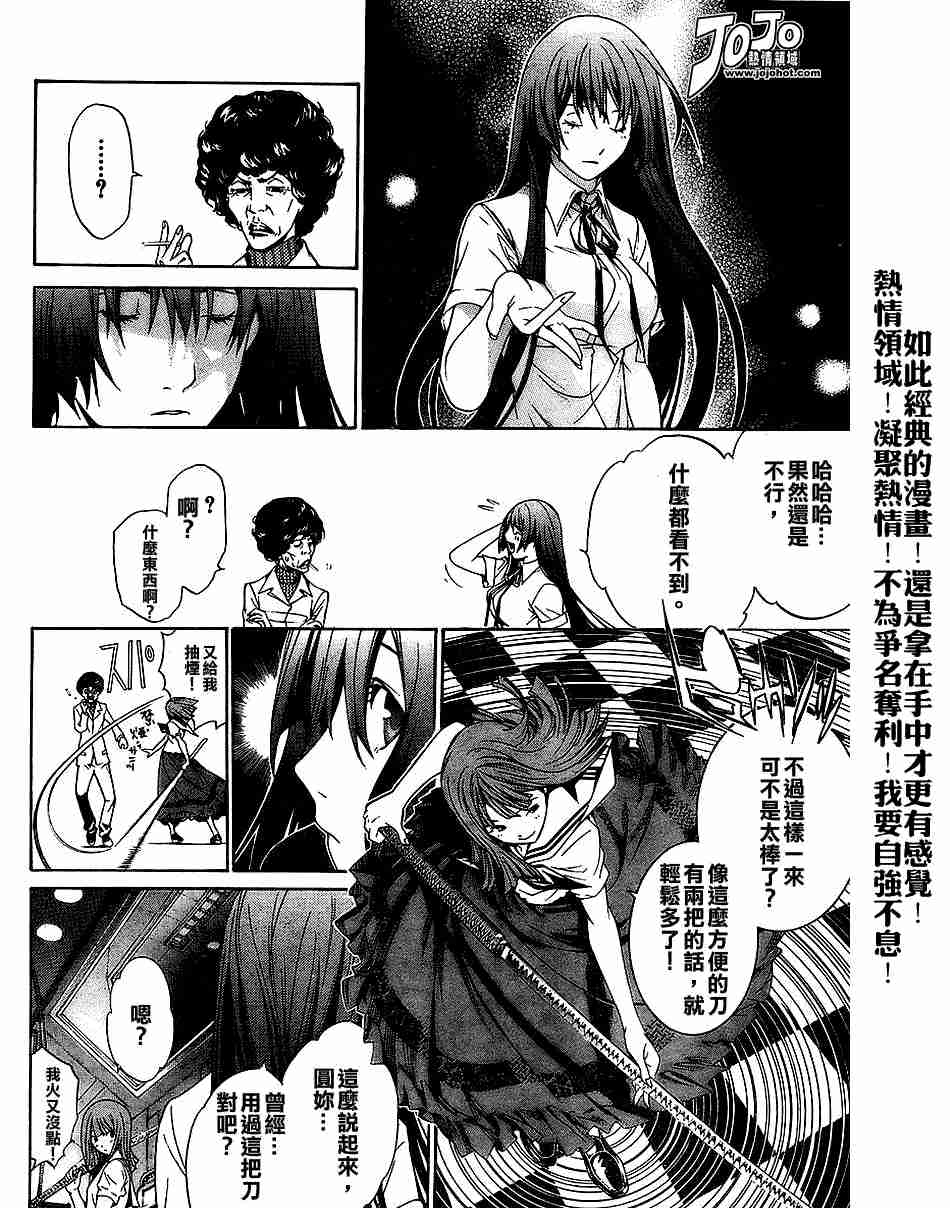 JOJO
熱情領域
www.jojohot.com
如此經典的漫畫!還是拿在手中才更有感覺!
熱情領域!凝聚熱情!不為爭名奪利!我要自強不息!
……?
哈哈哈…
果然還是
不行,
什麼都看不到。
?
啊?
什麼東西啊?
不過這樣一來
可不是太棒了?
像這麼方便的刀
有兩把的話,就
輕鬆多了!
又給我
抽煙!
スパ
嗯?
我火又沒點!
這麼說起來,
圓妳…
曾經…
用過這把刀
對吧?